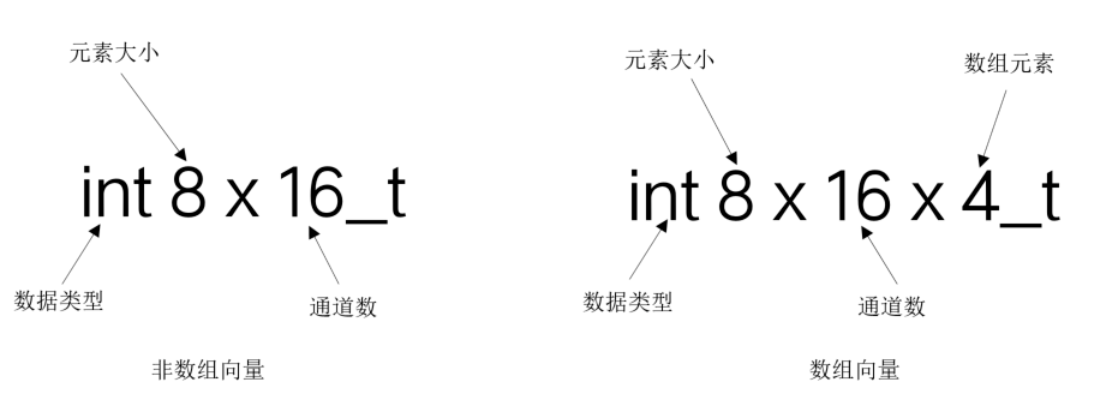 元素大小
int 8 x 16_t
数据类型
通道数
非数组向量
元素大小
数组元素
int 8 x 16 x 4_t
数据类型
通道数
数组向量